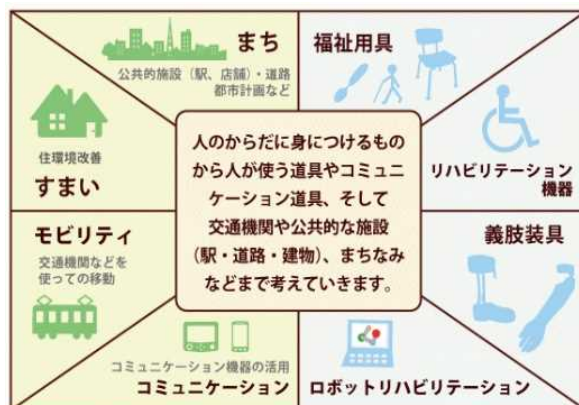 まち
公共的施設（駅、店舗）・道路
都市計画など
福祉用具
住環境改善
すまい
人のからだに身につけるもの
から人が使う道具やコミュニ
ケーション道具、そして
交通機関や公共的な施設
（駅・道路・建物）、まちなみ
などまで考えていきます。
リハビリテーション
機器
モビリティ
交通機関などを
使っての移動
義肢装具
コミュニケーション機器の活用
コミュニケーション
ロボットリハビリテーション